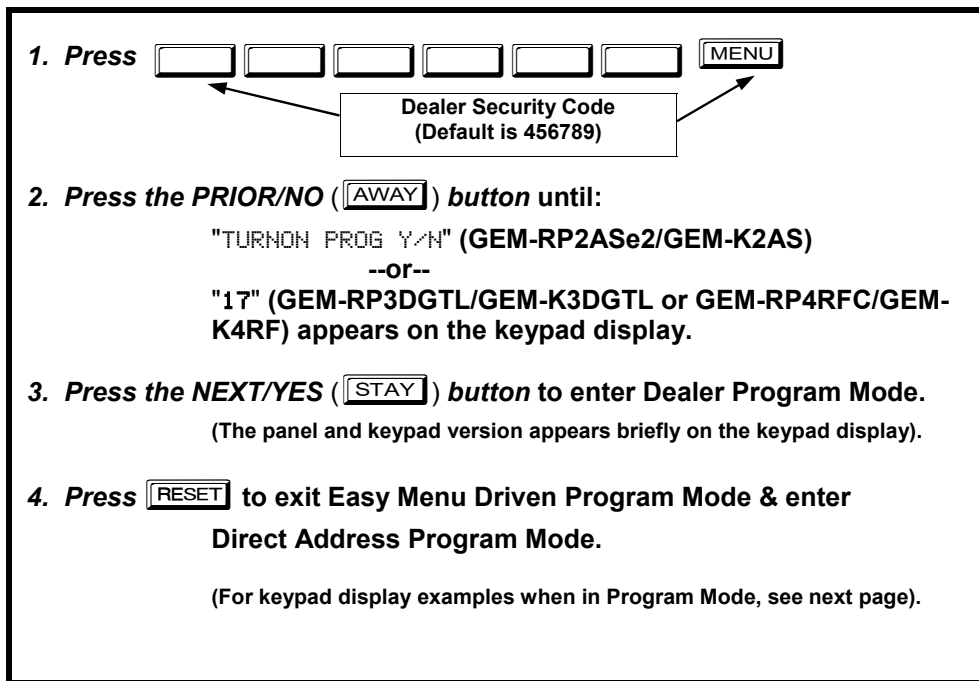 1. Press MENU
Dealer Security Code
(Default is 456789)
2. Press the PRIOR/NO (AWAY) button until:
"TURNON PROG Y/N" (GEM-RP2ASe2/GEM-K2AS)
--or--
"17" (GEM-RP3DGTL/GEM-K3DGTL or GEM-RP4RFC/GEM-
K4RF) appears on the keypad display.
3. Press the NEXT/YES (STAY) button to enter Dealer Program Mode.
(The panel and keypad version appears briefly on the keypad display).
4. Press RESET to exit Easy Menu Driven Program Mode & enter
Direct Address Program Mode.
(For keypad display examples when in Program Mode, see next page).